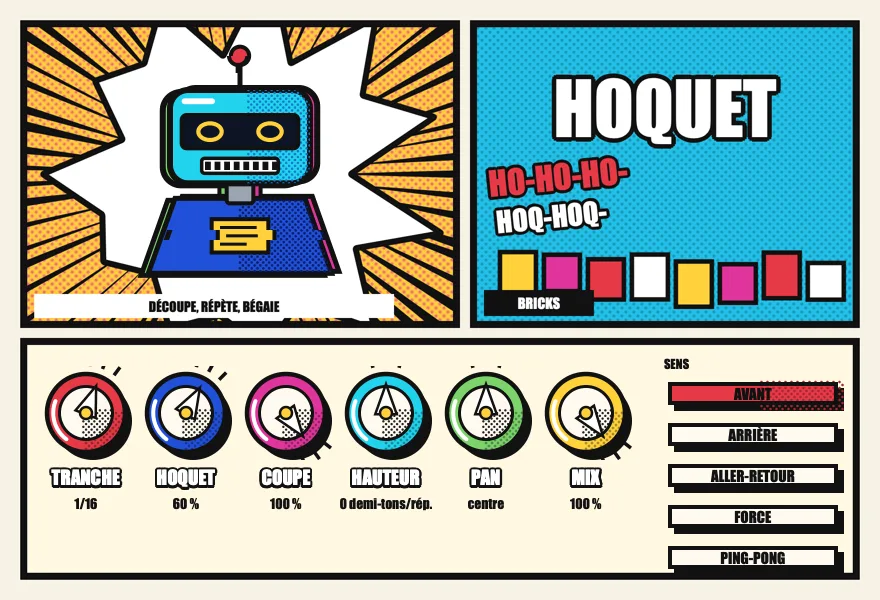 DÉCOUPE, RÉPÈTE, BÉGAIE
HOQUET
HO-HO-HO-
HOQ-HOQ-
BRICKS
SENS
AVANT
ARRIÈRE
ALLER-RETOUR
FORCE
PING-PONG
TRANCHE HOQUET COUPE HAUTEUR PAN MIX
1/16 60 % 100 % 0 demi-tons/rép. centre 100 %